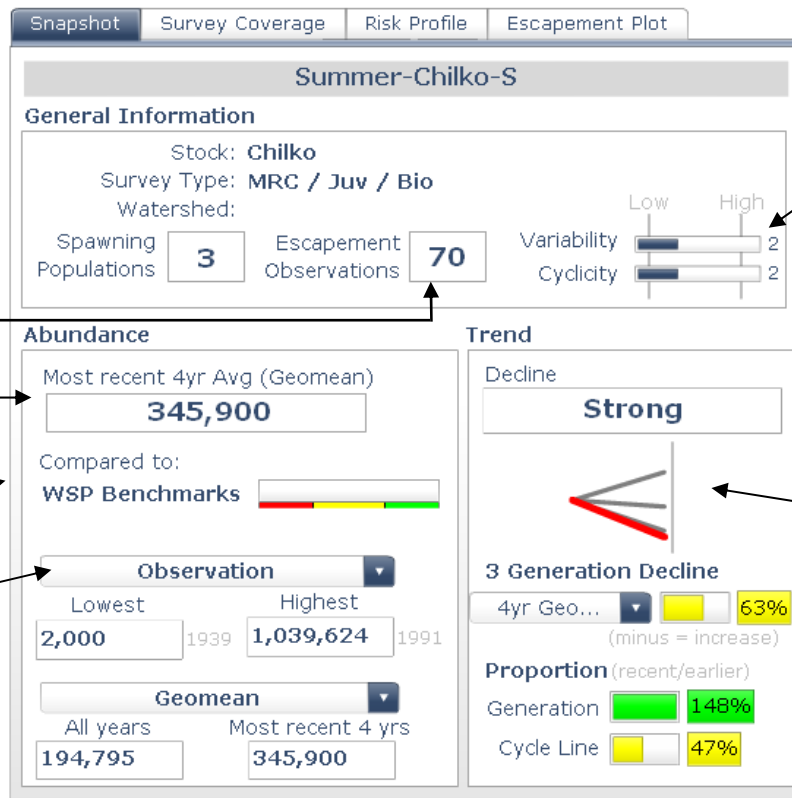 Snapshot Survey Coverage Risk Profile Escapement Plot
Summer-Chilko-S
General Information
Stock: Chilko
Survey Type: MRC / Juv / Bio
Watershed:
Low High
Spawning Populations 3
Escapement Observations 70
Variability 2
Cyclicity 2
Abundance
Most recent 4yr Avg (Geomean)
345,900
Compared to:
WSP Benchmarks
Observation
Lowest Highest
2,000 1939 1,039,624 1991
Geomean
All years Most recent 4 yrs
194,795 345,900
Trend
Decline
Strong
3 Generation Decline
4yr Geo... 63%
(minus = increase)
Proportion (recent/earlier)
Generation 148%
Cycle Line 47%